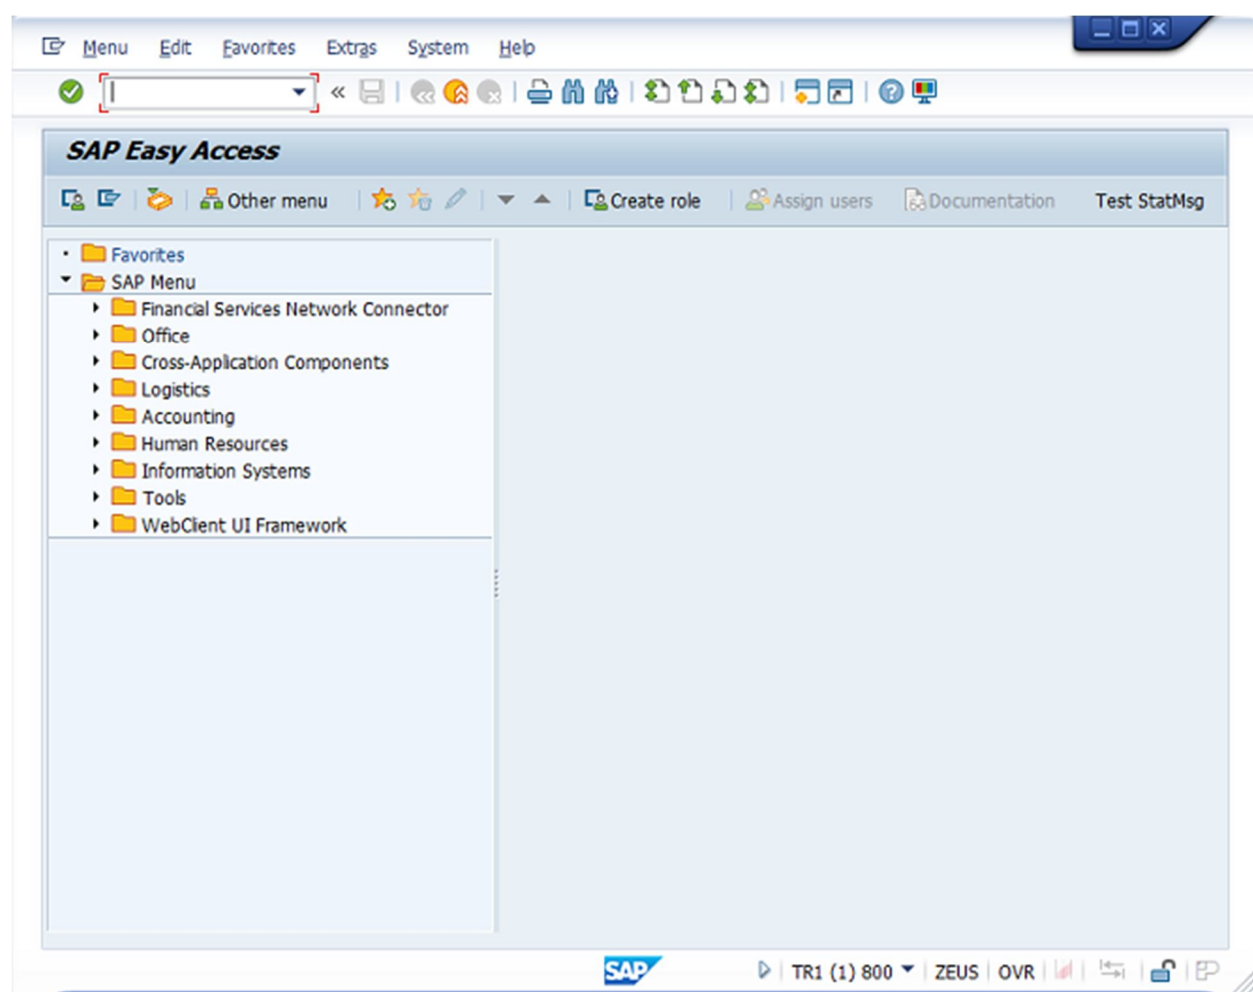 Menu Edit Favorites Extras System Help
SAP Easy Access
Other menu Create role Assign users Documentation Test StatMsg
Favorites
SAP Menu
Financial Services Network Connector
Office
Cross-Application Components
Logistics
Accounting
Human Resources
Information Systems
Tools
WebClient UI Framework
SAP TR1 (1) 800 ZEUS OVR